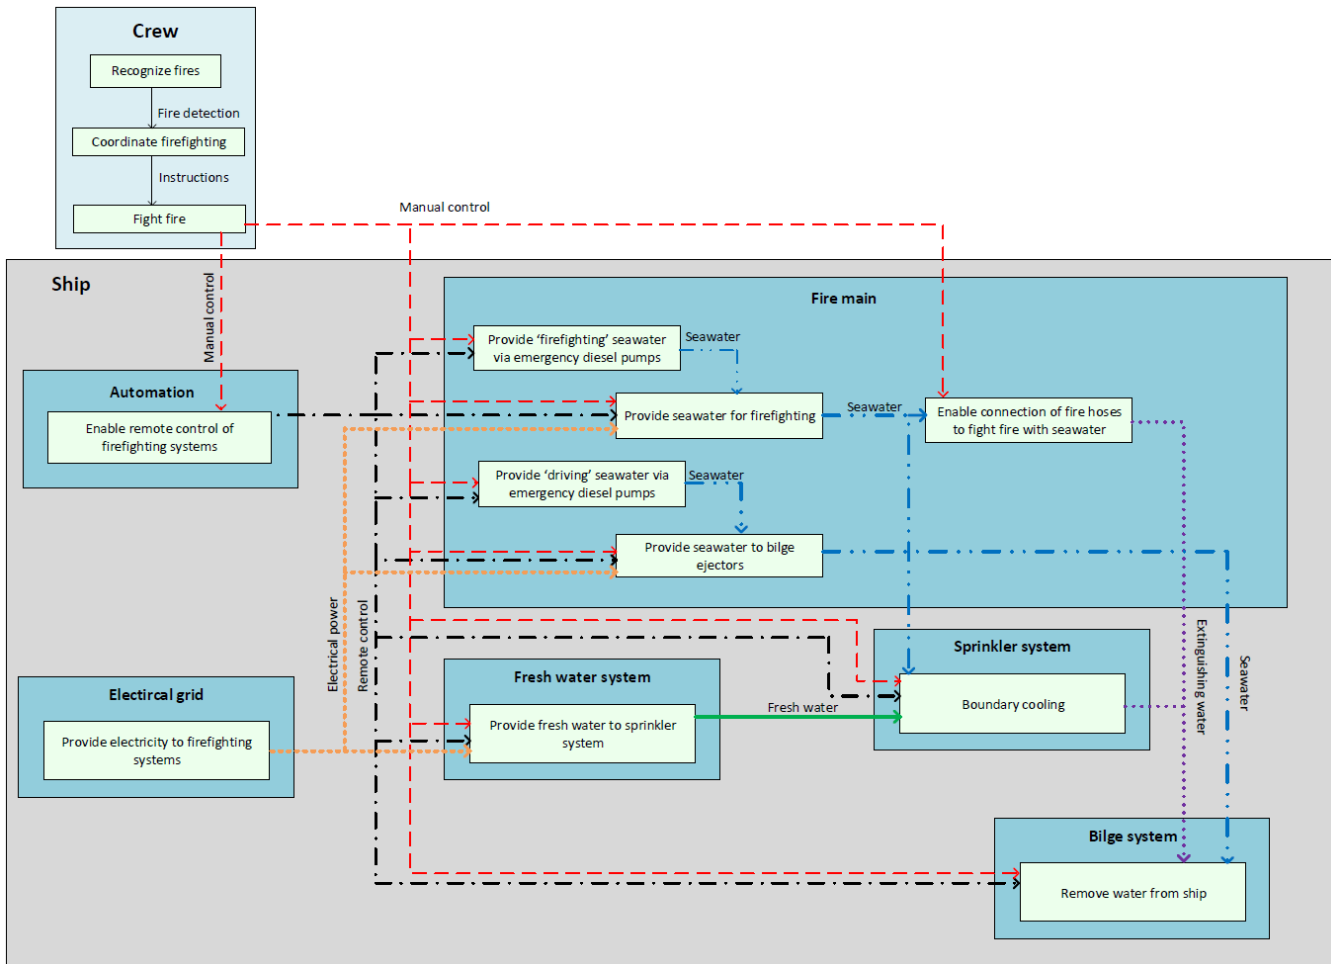 Crew
Recognize fires
Fire detection
Coordinate firefighting
Instructions
Fight fire
Manual control
Ship
Manual control
Fire main
Provide 'firefighting' seawater
via emergency diesel pumps
Seawater
Automation
Enable remote control of
firefighting systems
Provide seawater for firefighting
Seawater
Enable connection of fire hoses
to fight fire with seawater
Provide 'driving' seawater via
emergency diesel pumps
Seawater
Provide seawater to bilge
ejectors
Electrical power
Remote control
Extinguishing water
Seawater
Sprinkler system
Boundary cooling
Fresh water system
Provide fresh water to sprinkler
system
Fresh water
Electircal grid
Provide electricity to firefighting
systems
Bilge system
Remove water from ship